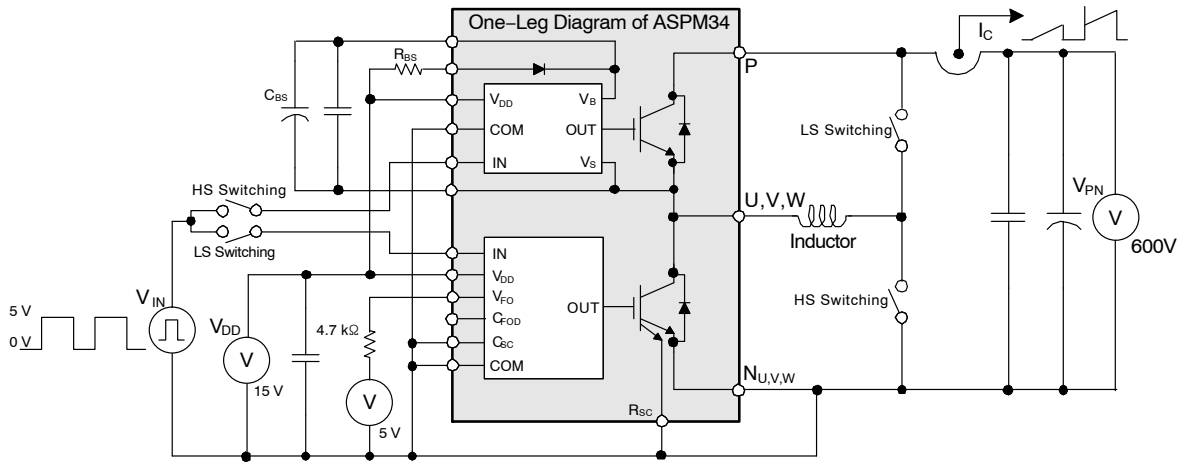 One−Leg Diagram of ASPM34
I_C
R_BS
P
C_BS
V_DD
V_B
COM
OUT
LS Switching
IN
V_S
HS Switching
U,V,W
V_PN
V
600V
LS Switching
Inductor
IN
V_DD
V_IN
V_FO
OUT
HS Switching
5 V
V_DD
4.7 kΩ
C_FOD
0 V
C_SC
V
COM
15 V
V
N_U,V,W
5 V
R_SC